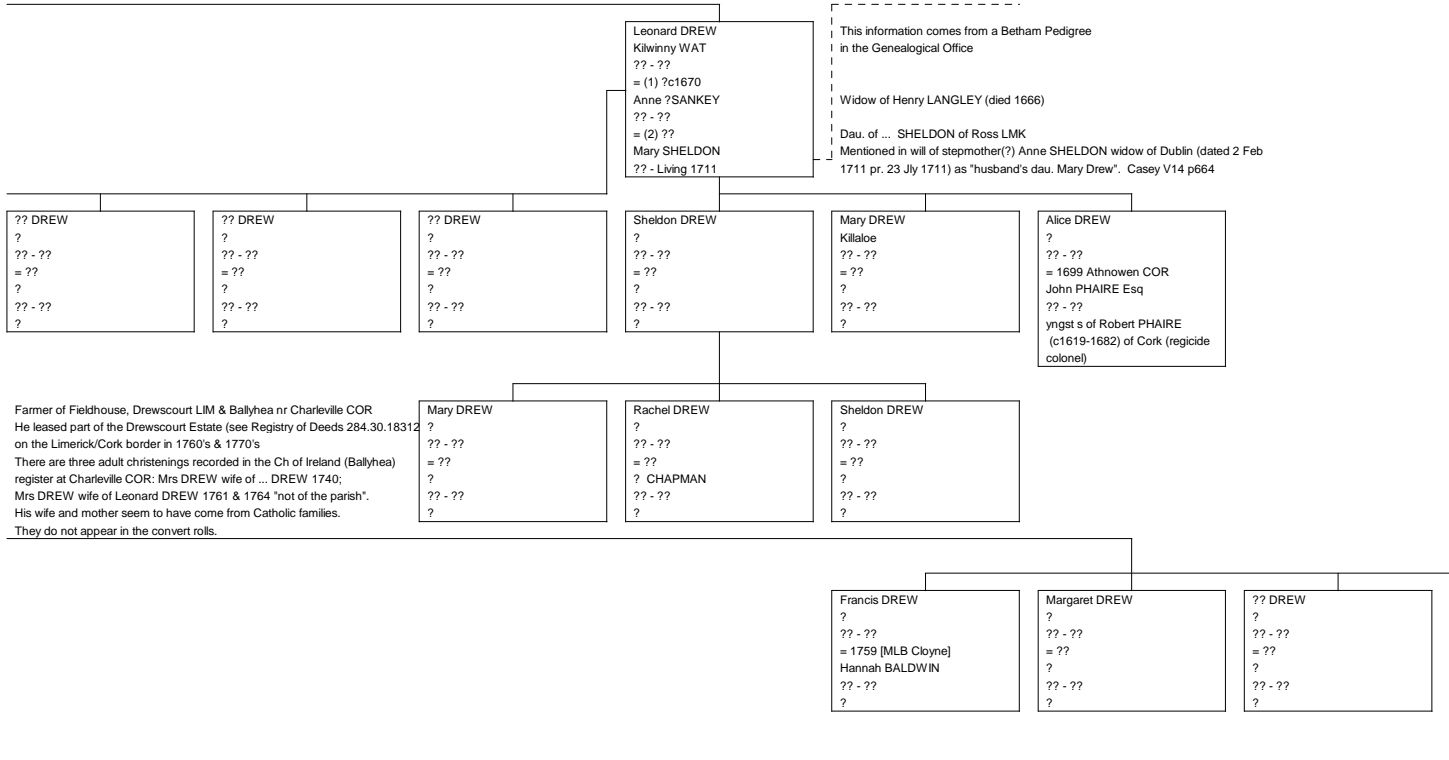 Leonard DREW
Kilwinny WAT
?? - ??
= (1) ?c1670
Anne ?SANKEY
?? - ??
= (2) ??
Mary SHELDON
?? - Living 1711
This information comes from a Betham Pedigree
in the Genealogical Office
Widow of Henry LANGLEY (died 1666)
Dau. of ... SHELDON of Ross LMK
Mentioned in will of stepmother(?) Anne SHELDON widow of Dublin (dated 2 Feb
1711 pr. 23 Jly 1711) as "husband's dau. Mary Drew". Casey V14 p664
?? DREW
?
?? - ??
= ??
?
?? - ??
?
?? DREW
?
?? - ??
= ??
?
?? - ??
?
?? DREW
?
?? - ??
= ??
?
?? - ??
?
Sheldon DREW
?
?? - ??
= ??
?
?? - ??
?
Mary DREW
Killaloe
?? - ??
= ??
?
?? - ??
?
Alice DREW
?
?? - ??
= 1699 Athnowen COR
John PHAIRE Esq
?? - ??
yngst s of Robert PHAIRE
(c1619-1682) of Cork (regicide
colonel)
Farmer of Fieldhouse, Drewscourt LIM & Ballyhea nr Charleville COR
He leased part of the Drewscourt Estate (see Registry of Deeds 284.30.18312
on the Limerick/Cork border in 1760's & 1770's
There are three adult christenings recorded in the Ch of Ireland (Ballyhea)
register at Charleville COR: Mrs DREW wife of ... DREW 1740;
Mrs DREW wife of Leonard DREW 1761 & 1764 "not of the parish".
His wife and mother seem to have come from Catholic families.
They do not appear in the convert rolls.
Mary DREW
?
?? - ??
= ??
?
?? - ??
?
Rachel DREW
?
?? - ??
= ??
? CHAPMAN
?? - ??
?
Sheldon DREW
?
?? - ??
= ??
?
?? - ??
?
Francis DREW
?
?? - ??
= 1759 [MLB Cloyne]
Hannah BALDWIN
?? - ??
?
Margaret DREW
?
?? - ??
= ??
?
?? - ??
?
?? DREW
?
?? - ??
= ??
?
?? - ??
?